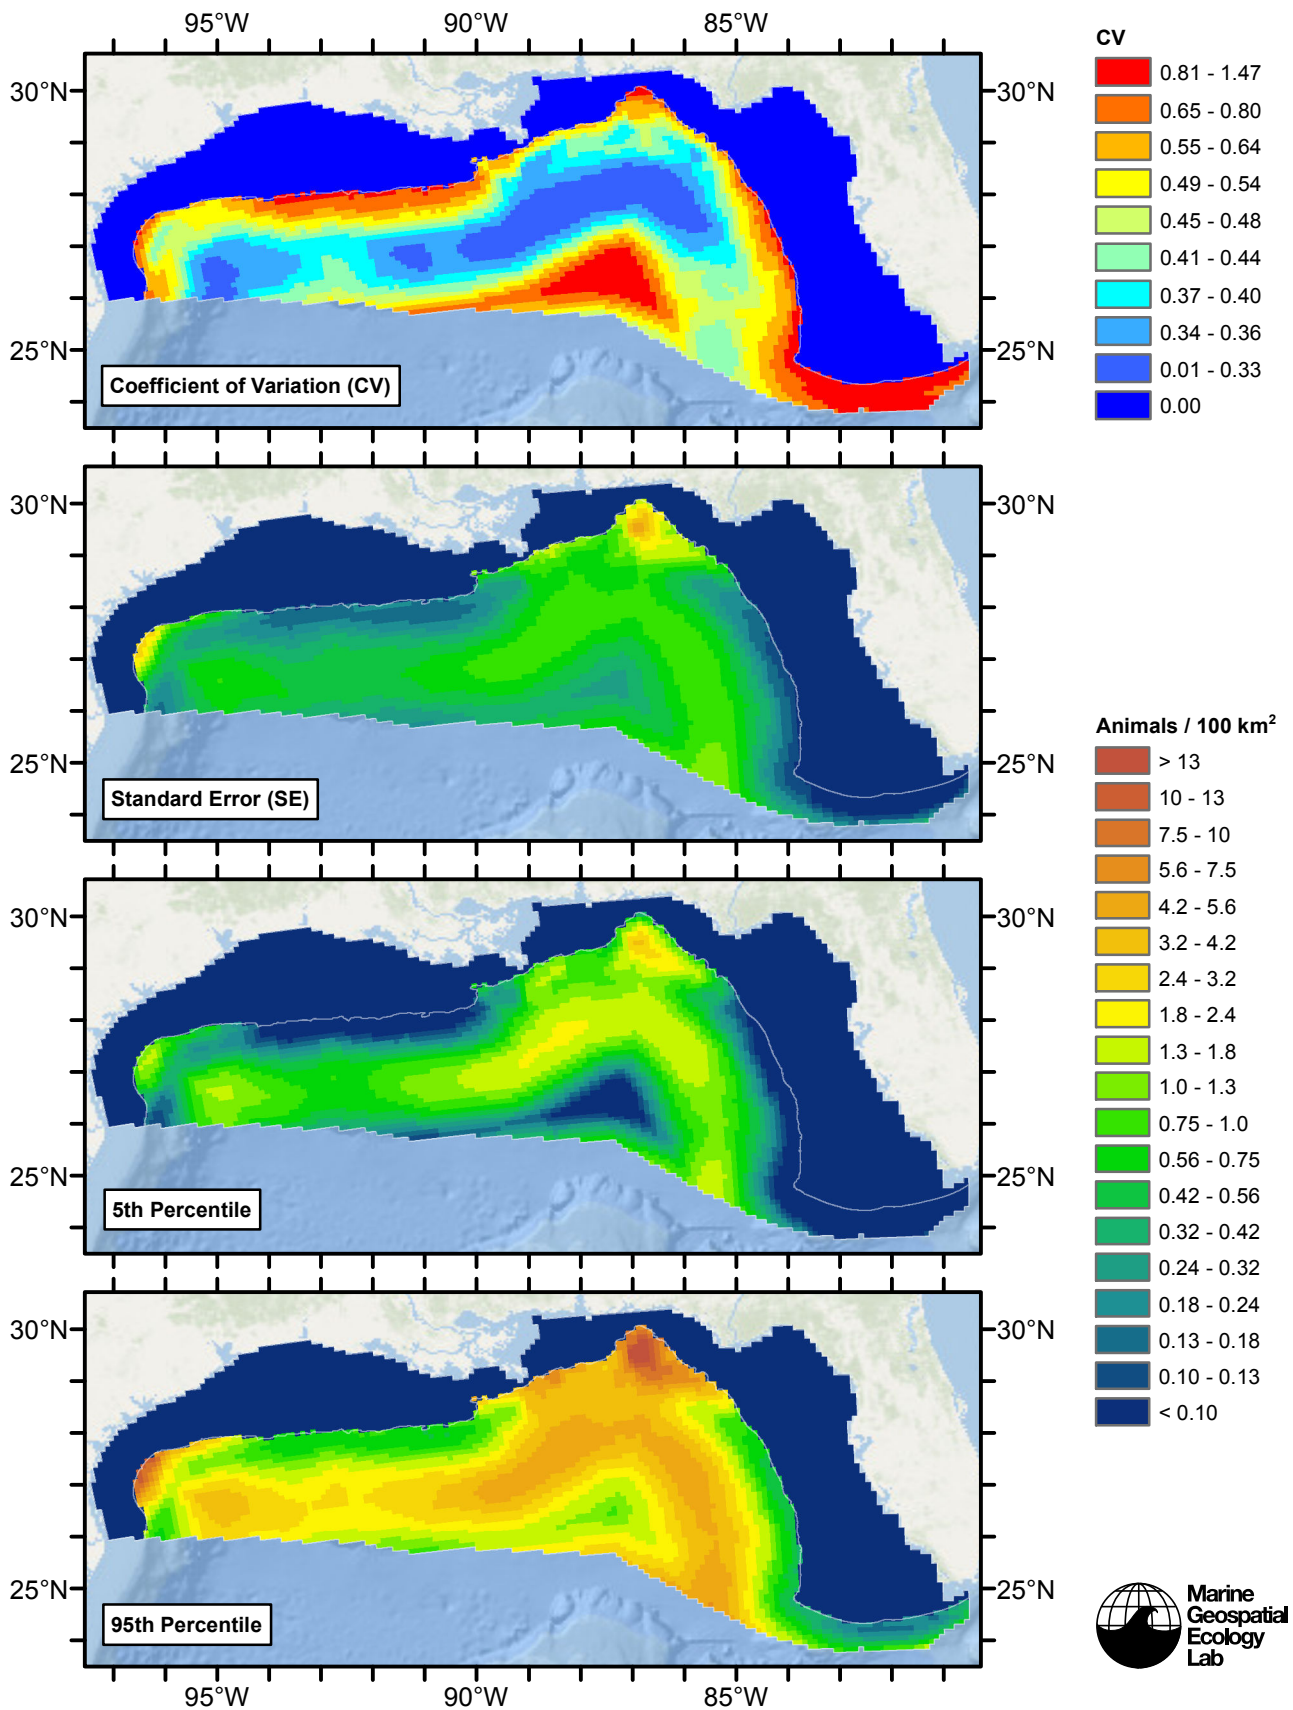 95°W 90°W 85°W
CV
0.81 - 1.47
0.65 - 0.80
0.55 - 0.64
0.49 - 0.54
0.45 - 0.48
0.41 - 0.44
0.37 - 0.40
0.34 - 0.36
0.01 - 0.33
0.00
30°N 30°N
25°N 25°N
Coefficient of Variation (CV)
30°N 30°N
25°N 25°N
Standard Error (SE)
Animals / 100 km²
> 13
10 - 13
7.5 - 10
5.6 - 7.5
4.2 - 5.6
3.2 - 4.2
2.4 - 3.2
1.8 - 2.4
1.3 - 1.8
1.0 - 1.3
0.75 - 1.0
0.56 - 0.75
0.42 - 0.56
0.32 - 0.42
0.24 - 0.32
0.18 - 0.24
0.13 - 0.18
0.10 - 0.13
< 0.10
30°N 30°N
25°N 25°N
5th Percentile
30°N 30°N
25°N 25°N
95th Percentile
95°W 90°W 85°W
Marine
Geospatial
Ecology
Lab